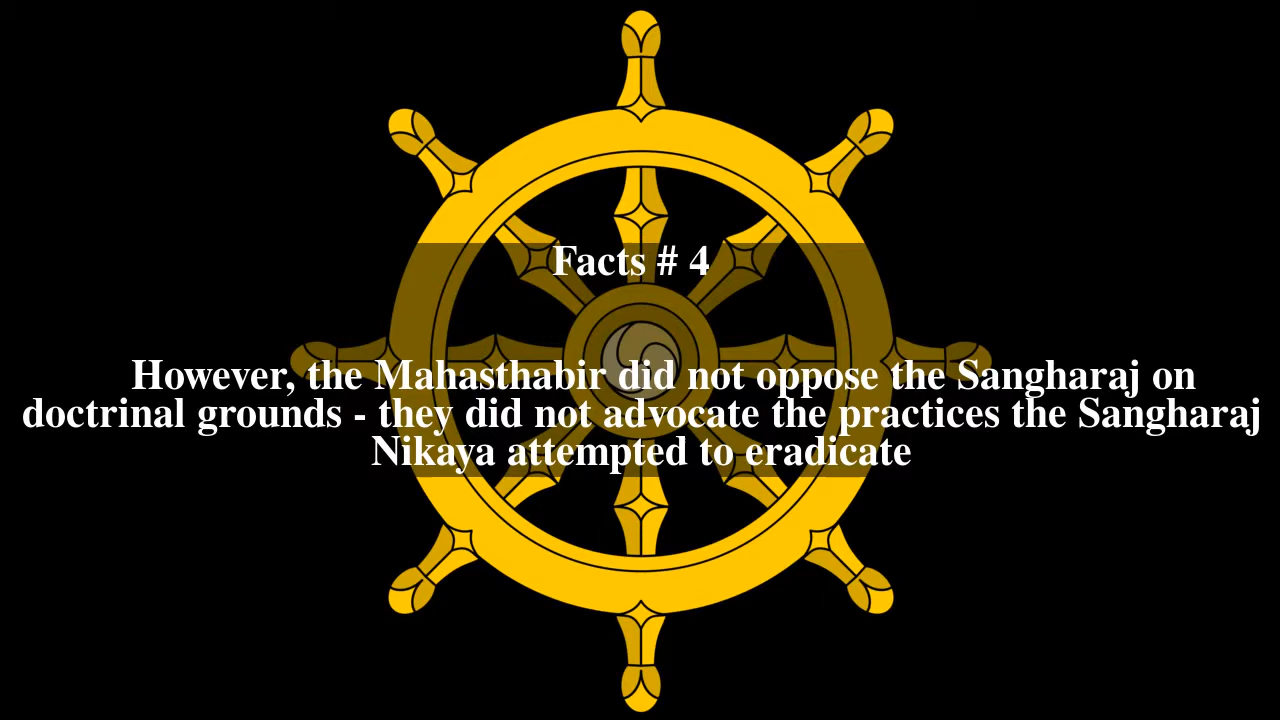 Facts # 4
However, the Mahasthabir did not oppose the Sangharaj on
doctrinal grounds - they did not advocate the practices the Sangharaj
Nikaya attempted to eradicate